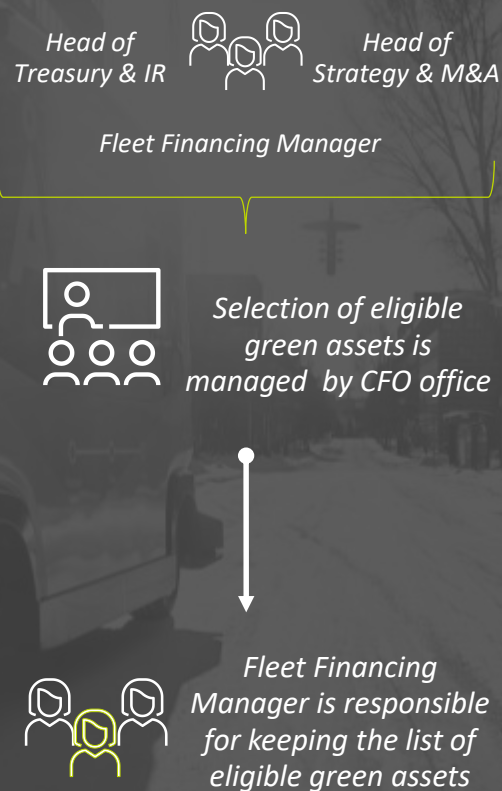 Head of
Treasury & IR
Head of
Strategy & M&A
Fleet Financing Manager
Selection of eligible
green assets is
managed  by CFO office
Fleet Financing
Manager is responsible
for keeping the list of
eligible green assets